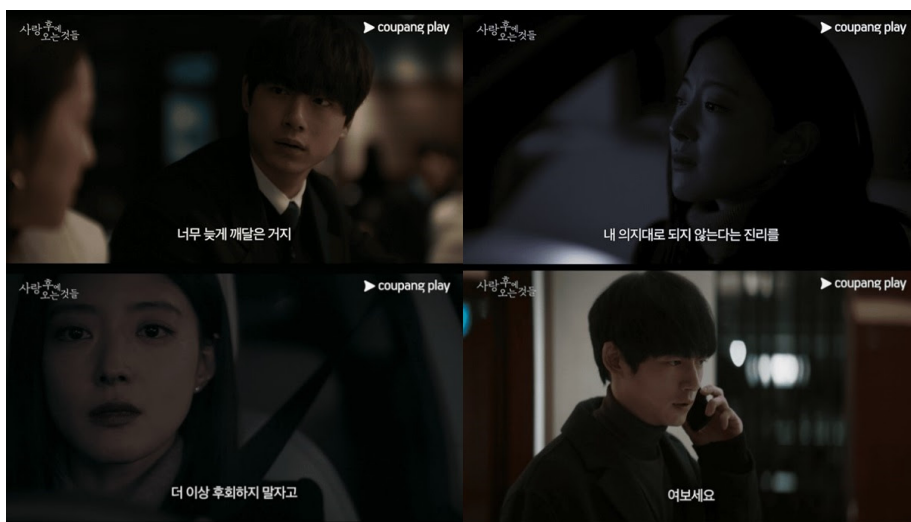 사랑 후에
오는 것들
coupang play
너무 늦게 깨달은 거지
사랑 후에
오는 것들
coupang play
내 의지대로 되지 않는다는 진리를
사랑 후에
오는 것들
coupang play
더 이상 후회하지 말자고
사랑 후에
오는 것들
coupang play
여보세요